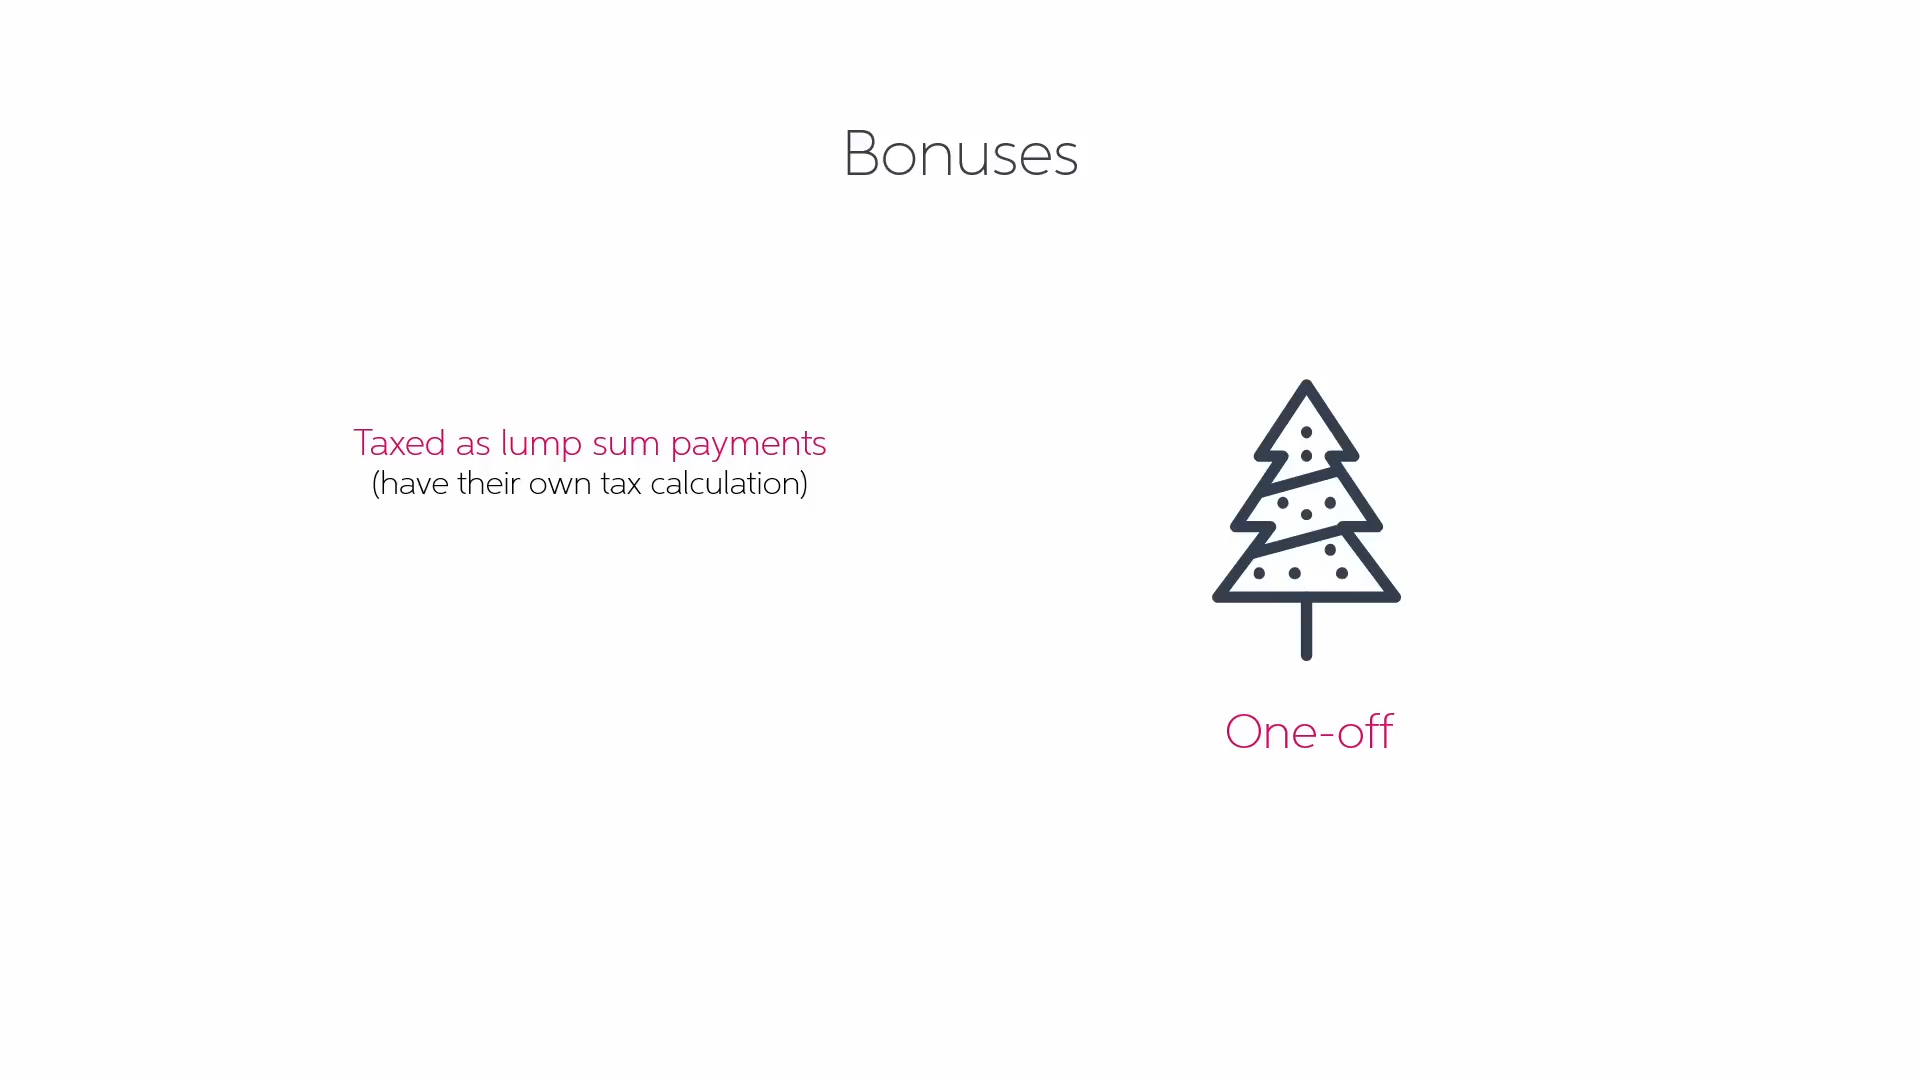 Bonuses
Taxed as lump sum payments
(have their own tax calculation)
One-off